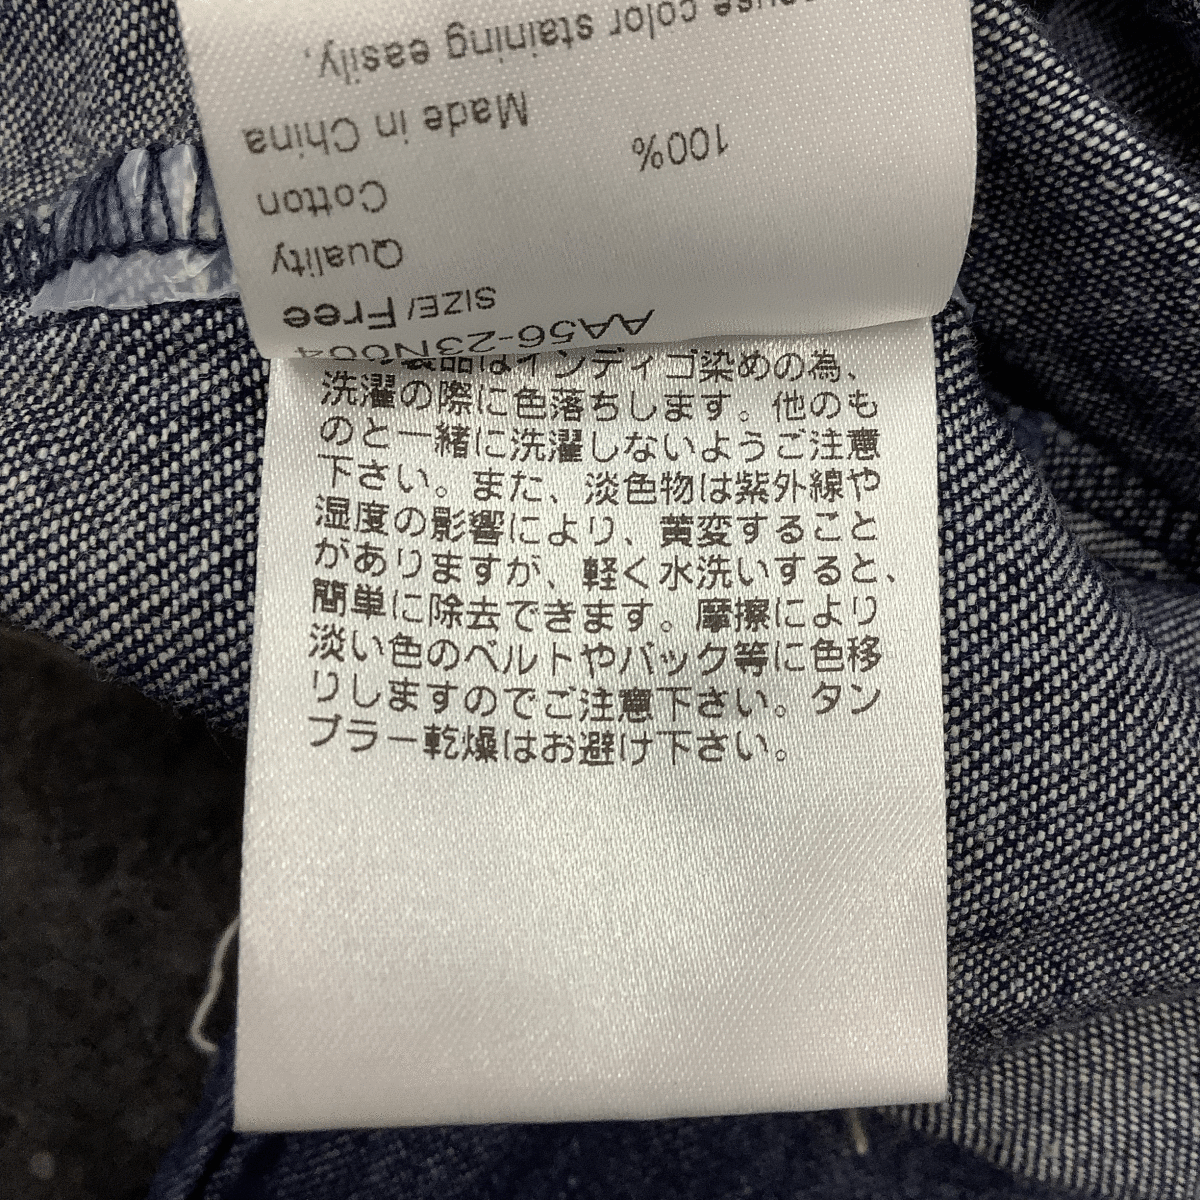 AA56-23N004
SIZE/Free
Quality
Cotton 100%
Made in China
color staining easily.
品はインディゴ染めの為、
洗濯の際に色落ちします。他のも
のと一緒に洗濯しないようご注意
下さい。また、淡色物は紫外線や
湿度の影響により、黄変すること
がありますが、軽く水洗いすると、
簡単に除去できます。摩擦により
淡い色のベルトやバック等に色移
りしますのでご注意下さい。タン
ブラー乾燥はお避け下さい。